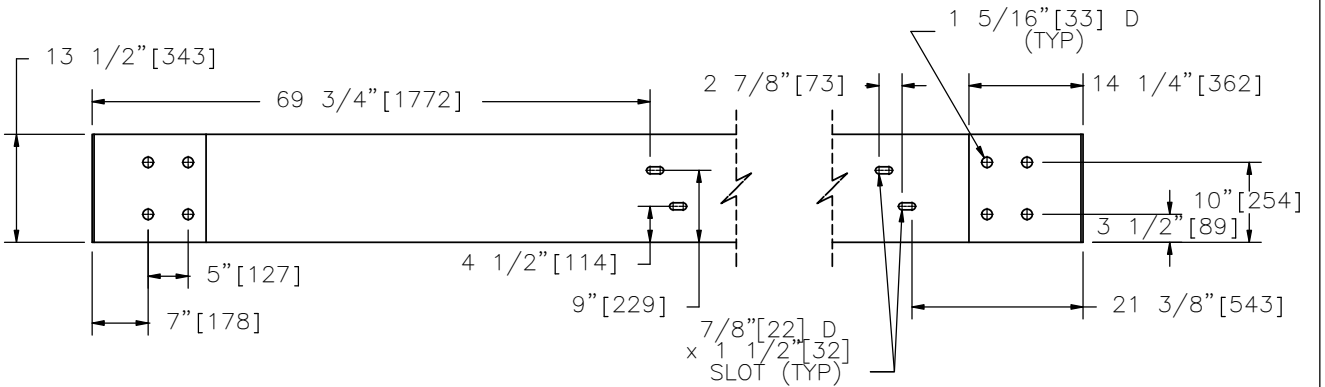 1 5/16”[33] D
(TYP)
13 1/2”[343]
69 3/4”[1772]
2 7/8”[73]
14 1/4”[362]
10”[254]
3 1/2”[89]
4 1/2”[114]
5”[127]
9”[229]
21 3/8”[543]
7”[178]
7/8”[22] D
x 1 1/2”[32]
SLOT (TYP)